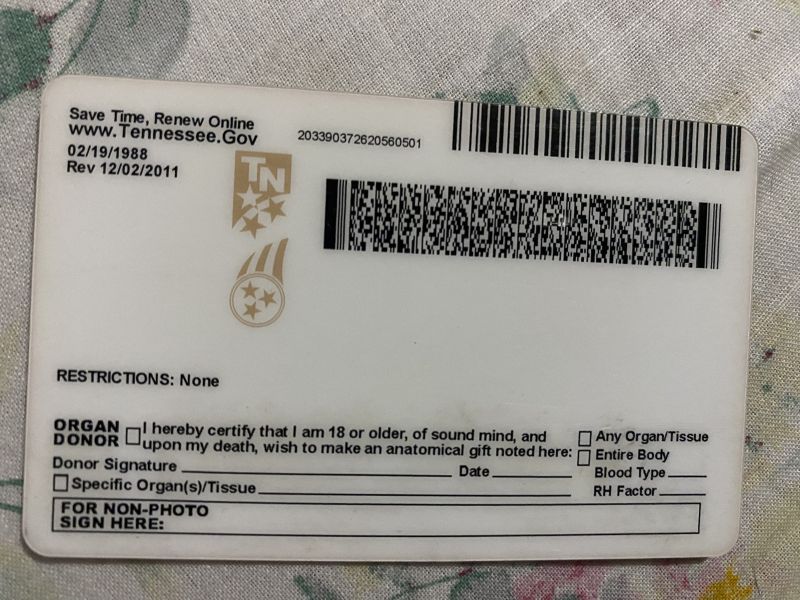 Save Time, Renew Online
www.Tennessee.Gov
02/19/1988
Rev 12/02/2011
203390372620560501
TN
RESTRICTIONS: None
ORGAN DONOR
I hereby certify that I am 18 or older, of sound mind, and
upon my death, wish to make an anatomical gift noted here:
Any Organ/Tissue
Entire Body
Donor Signature
Date
Blood Type
Specific Organ(s)/Tissue
RH Factor
FOR NON-PHOTO
SIGN HERE: